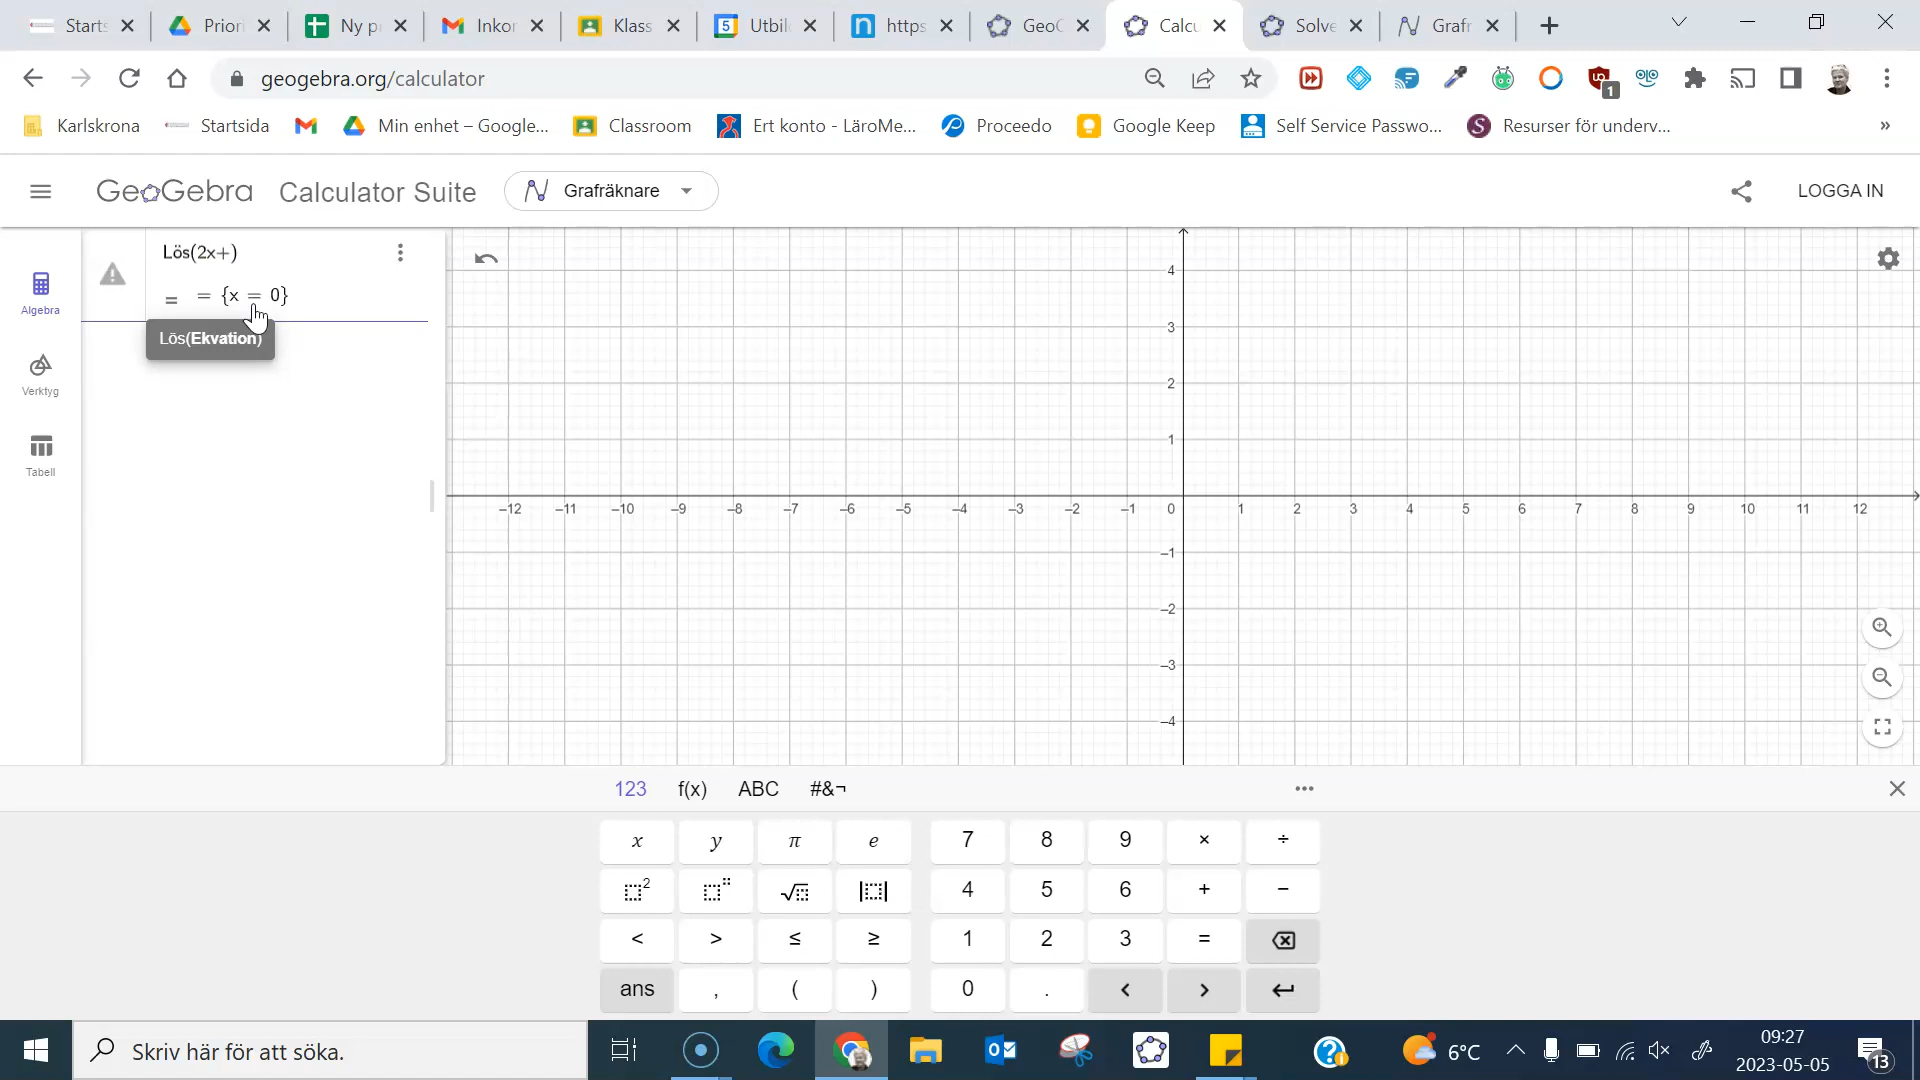 Starts
Priori
Ny p
Inkor
Klass
Utbil
https
GeoG
Calcu
Solve
Grafr
geogebra.org/calculator
1
Karlskrona
Startsida
Min enhet – Google...
Classroom
Ert konto - LäroMe...
Proceedo
Google Keep
Self Service Passwo...
Resurser för underv...
»
GeoGebra Calculator Suite
Grafräknare
LOGGA IN
Algebra
Verktyg
Tabell
Lös(2x+)
= = {x = 0}
Lös(Ekvation)
4
3
2
1
–12 –11 –10 –9 –8 –7 –6 –5 –4 –3 –2 –1 0 1 2 3 4 5 6 7 8 9 10 11 12
–1
–2
–3
–4
123 f(x) ABC #&¬
x y π e 7 8 9 × ÷
2 √ 4 5 6 + −
< > ≤ ≥ 1 2 3 =
ans , ( ) 0 . < >
Skriv här för att söka.
6°C
09:27
2023-05-05
13